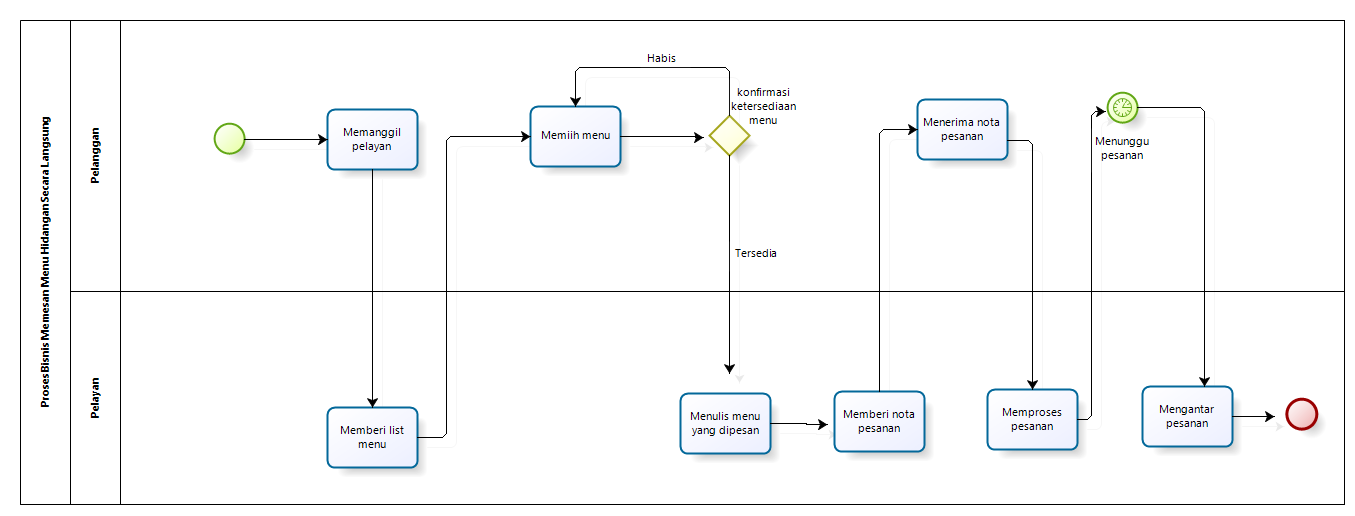 Proses Bisnis Memesan Menu Hidangan Secara Langsung
Pelanggan
Memanggil
pelayan
Memiih menu
Habis
konfirmasi
ketersediaan
menu
Tersedia
Menerima nota
pesanan
Menunggu
pesanan
Pelayan
Memberi list
menu
Menulis menu
yang dipesan
Memberi nota
pesanan
Memproses
pesanan
Mengantar
pesanan